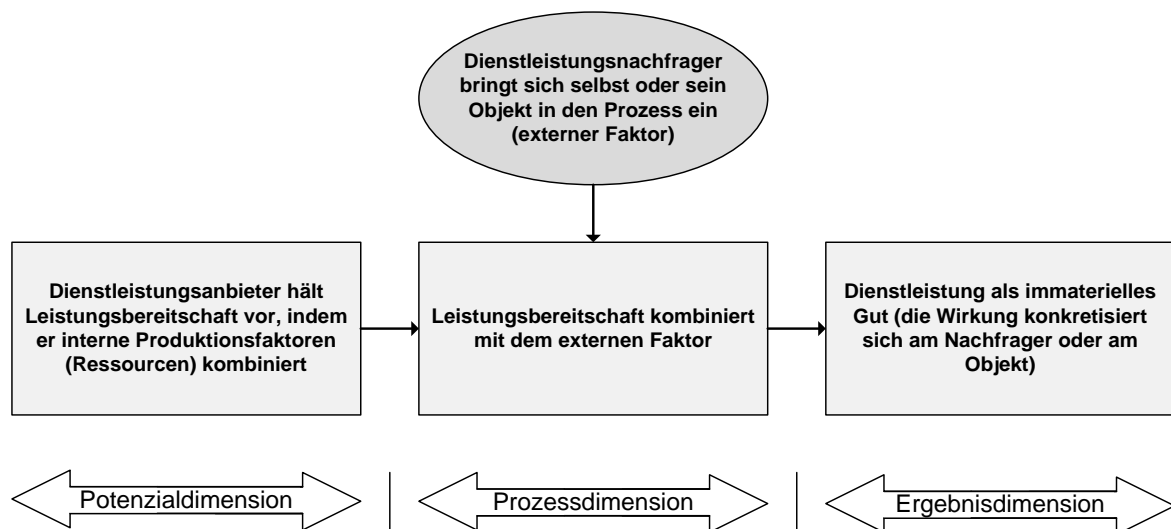 Dienstleistungsnachfrager
bringt sich selbst oder sein
Objekt in den Prozess ein
(externer Faktor)
Dienstleistungsanbieter hält
Leistungsbereitschaft vor, indem
er interne Produktionsfaktoren
(Ressourcen) kombiniert
Leistungsbereitschaft kombiniert
mit dem externen Faktor
Dienstleistung als immaterielles
Gut (die Wirkung konkretisiert
sich am Nachfrager oder am
Objekt)
Potenzialdimension
Prozessdimension
Ergebnisdimension